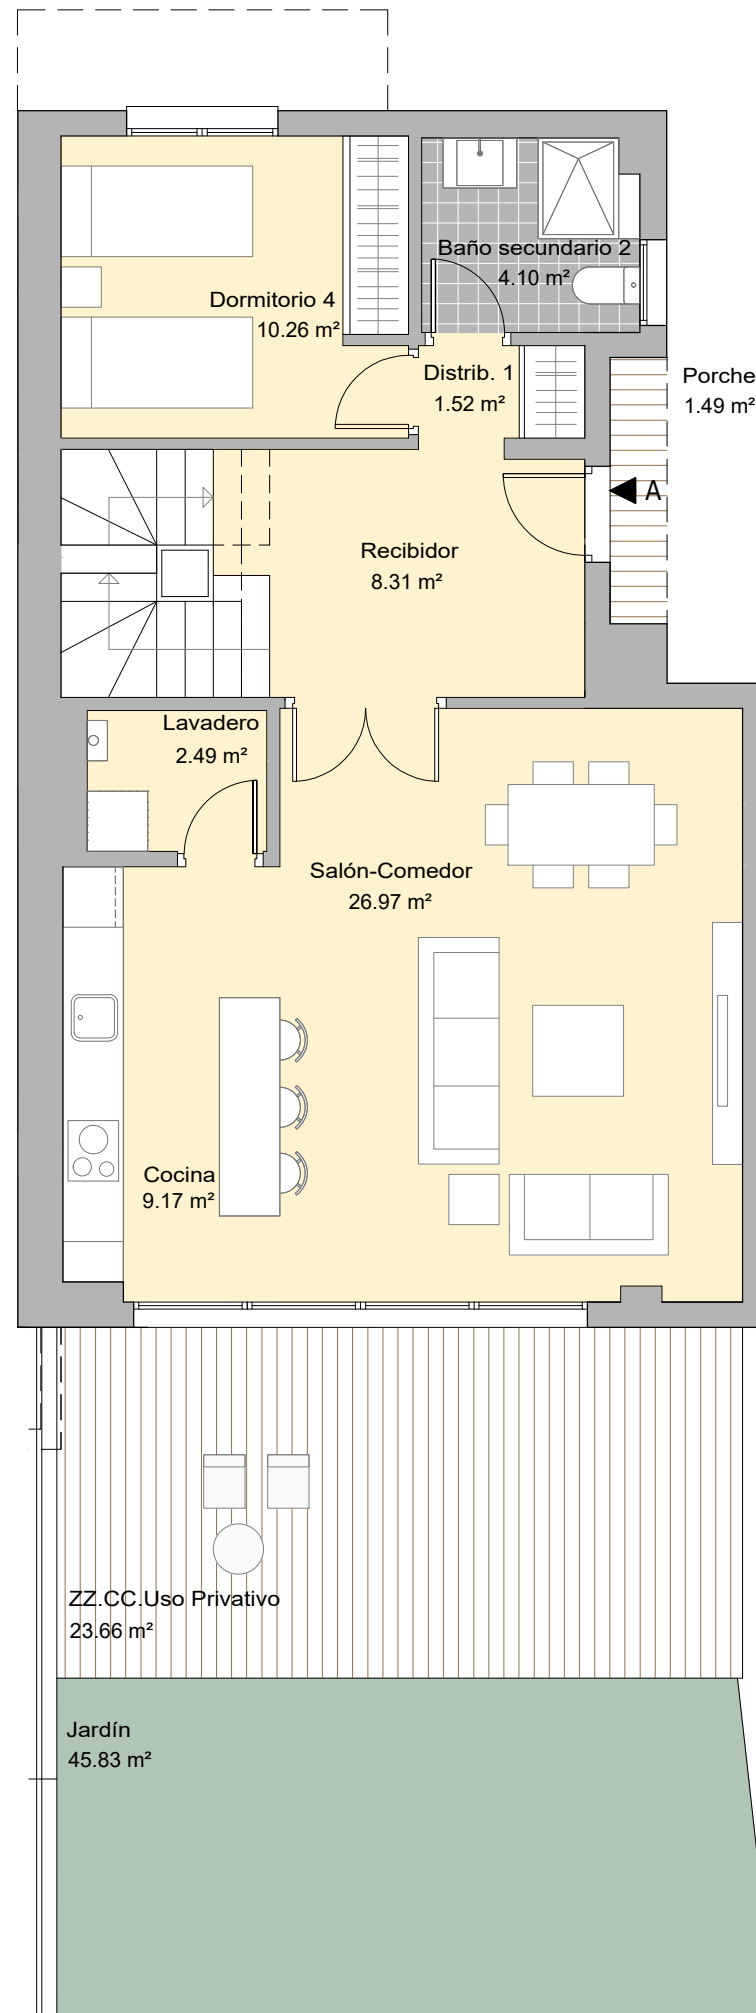 Baño secundario 2
4.10 m²
Dormitorio 4
10.26 m²
Distrib. 1
1.52 m²
Porche
1.49 m²
A
Recibidor
8.31 m²
Lavadero
2.49 m²
Salón-Comedor
26.97 m²
Cocina
9.17 m²
ZZ.CC.Uso Privativo
23.66 m²
Jardín
45.83 m²